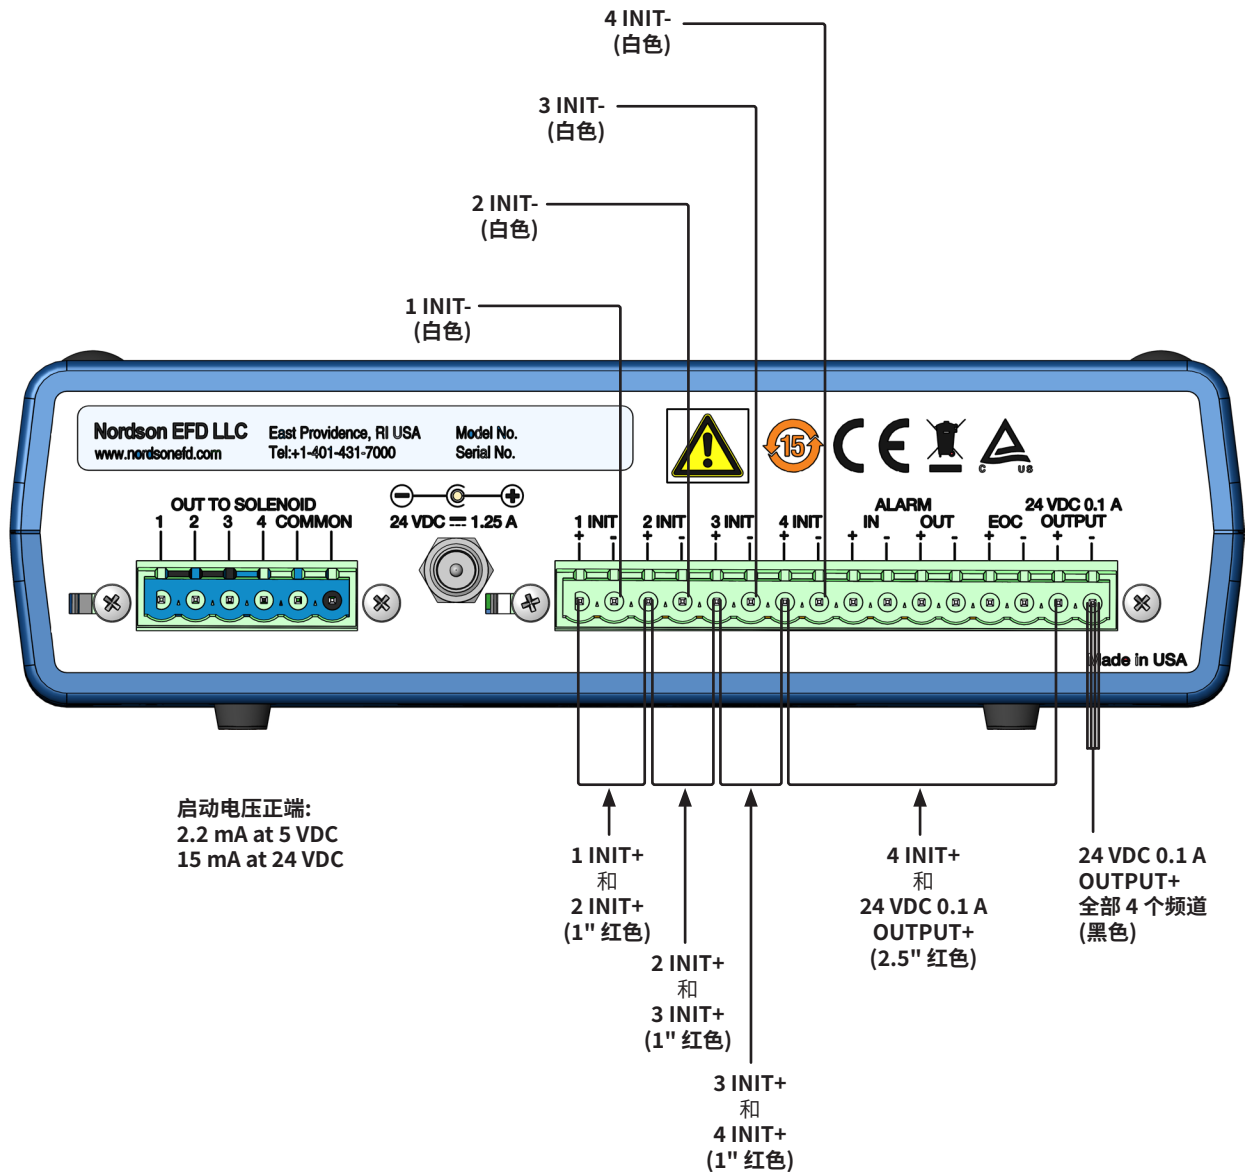 4 INIT-
(白色)
3 INIT-
(白色)
2 INIT-
(白色)
1 INIT-
(白色)
Nordson EFD LLC East Providence, RI USA Model No.
www.nordsonefd.com Tel:+1-401-431-7000 Serial No.
15
C US
OUT TO SOLENOID
1 2 3 4 COMMON
24 VDC 1.25 A
ALARM 24 VDC 0.1 A
1 INIT 2 INIT 3 INIT 4 INIT IN OUT EOC OUTPUT
+ - + - + - + - + - + - + - + -
Made in USA
启动电压正端:
2.2 mA at 5 VDC
15 mA at 24 VDC
1 INIT+
和
2 INIT+
(1" 红色)
2 INIT+
和
3 INIT+
(1" 红色)
3 INIT+
和
4 INIT+
(1" 红色)
4 INIT+
和
24 VDC 0.1 A
OUTPUT+
(2.5" 红色)
24 VDC 0.1 A
OUTPUT+
全部 4 个频道
(黑色)